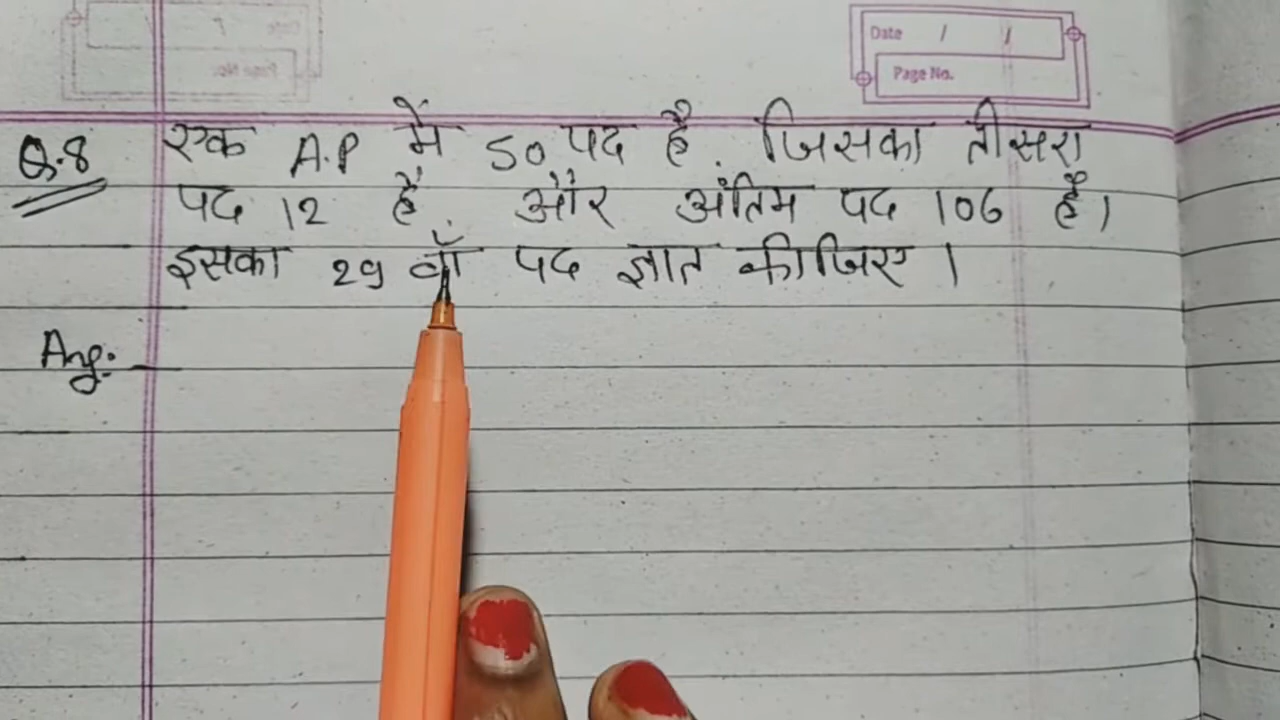 Date / /
Page No.
Q.8 एक A.P में 50 पद है. जिसका तीसरा
पद 12 है. और अंतिम पद 106 है।
इसका 29 वाँ पद ज्ञात कीजिए।
Ans: -